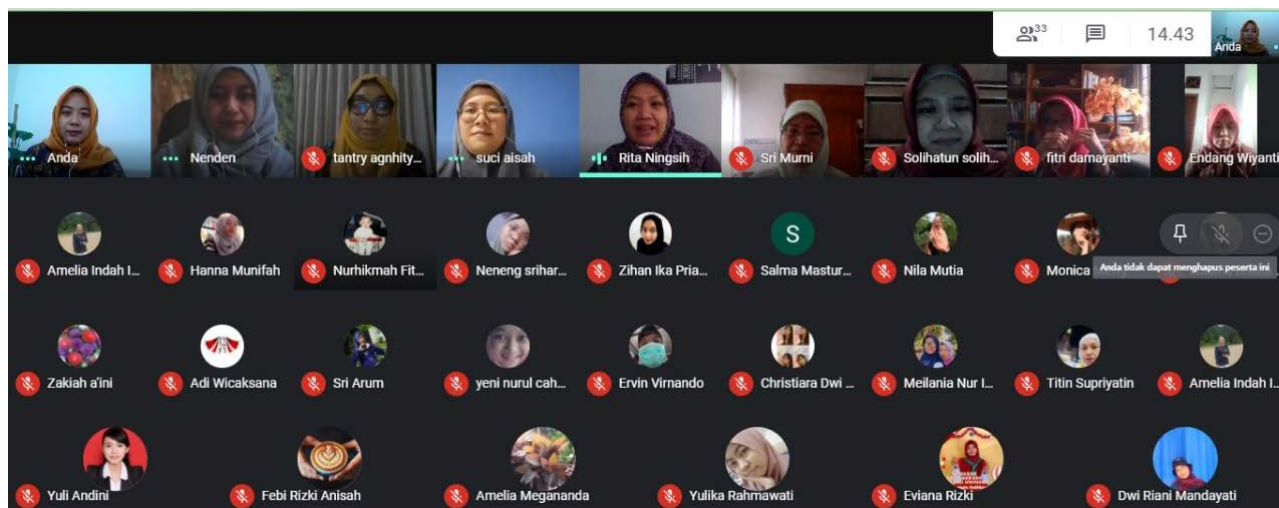 33 14.43 Anda
Anda Nenden tantry agnhity... suci aisah Rita Ningsih Sri Murni Solihatun solih... fitri damayanti Endang Wiyanti
Amelia Indah I... Hanna Munifah Nurhikmah Fit... Neneng srihar... Zihan Ika Pria... S Salma Mastur... Nila Mutia Monica Anda tidak dapat menghapus peserta ini
Zakiah a'ini Adi Wicaksana Sri Arum yeni nurul cah... Ervin Virnando Christiara Dwi ... Meilania Nur I... Titin Supriyatin Amelia Indah I...
Yuli Andini Febi Rizki Anisah Amelia Megananda Yulika Rahmawati Eviana Rizki Dwi Riani Mandayati